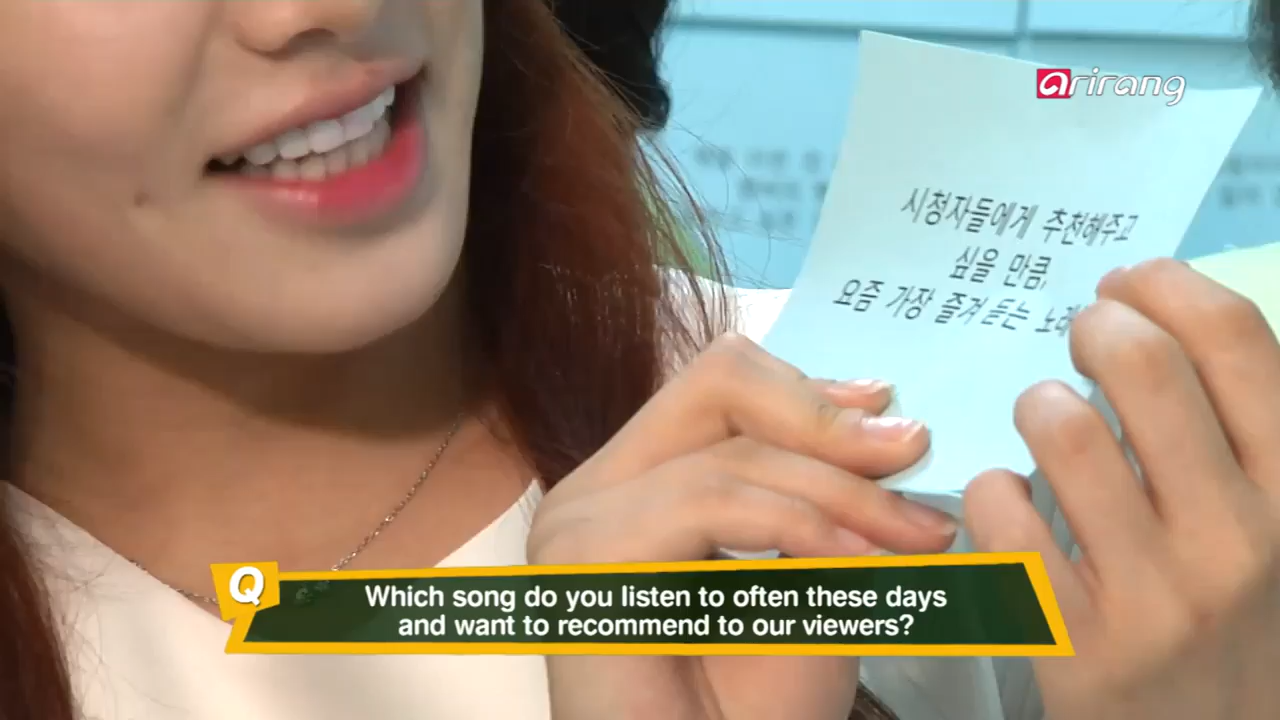 arirang
시청자들에게 추천해주고
싶을 만큼,
요즘 가장 즐겨 듣는
Q
Which song do you listen to often these days
and want to recommend to our viewers?